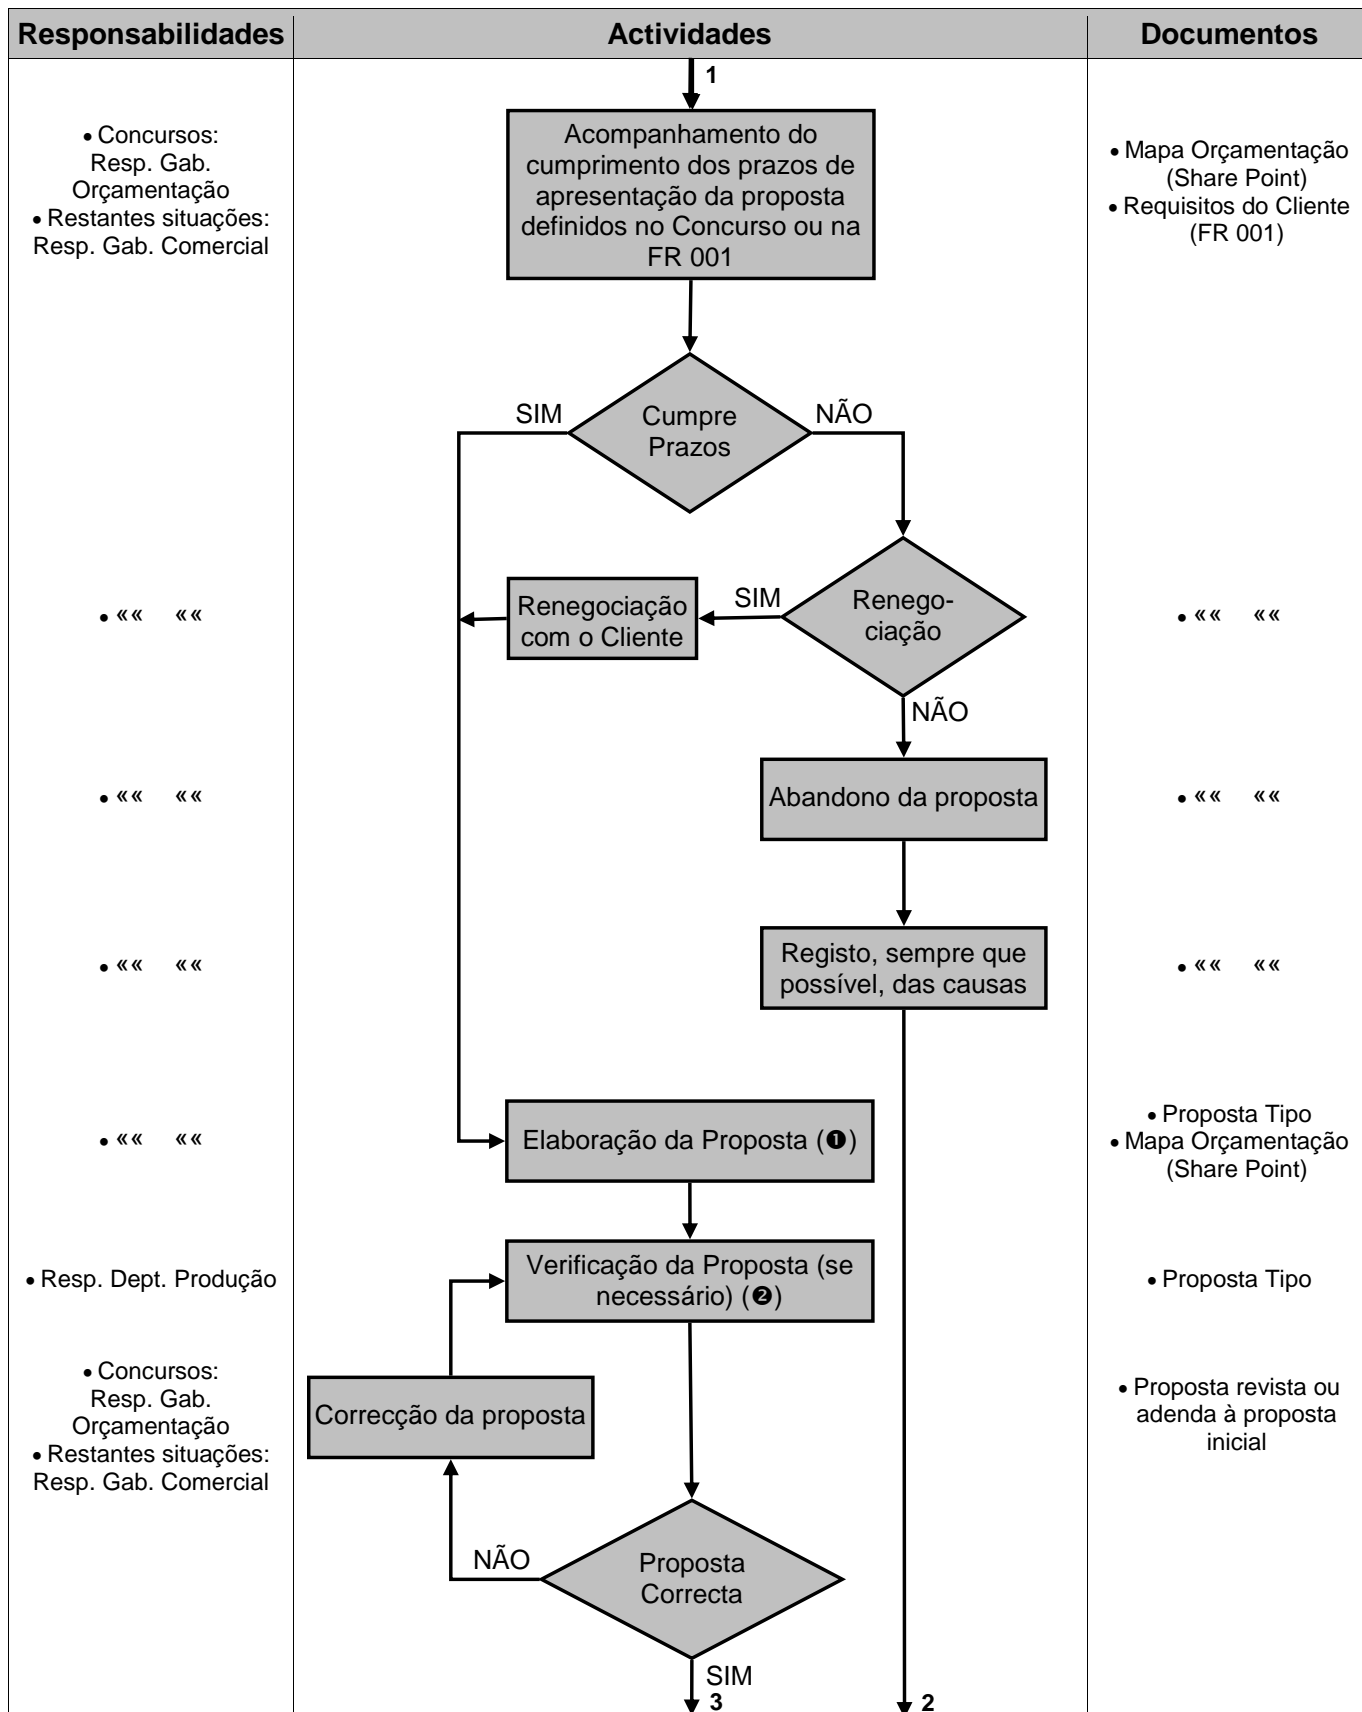 Responsabilidades
Actividades
Documentos
1
• Concursos:
Resp. Gab.
Orçamentação
• Restantes situações:
Resp. Gab. Comercial
Acompanhamento do
cumprimento dos prazos de
apresentação da proposta
definidos no Concurso ou na
FR 001
• Mapa Orçamentação
(Share Point)
• Requisitos do Cliente
(FR 001)
SIM
Cumpre
Prazos
NÃO
• «« ««
Renegociação
com o Cliente
SIM
Renego-
ciação
• «« ««
NÃO
• «« ««
Abandono da proposta
• «« ««
• «« ««
Registo, sempre que
possível, das causas
• «« ««
• «« ««
Elaboração da Proposta (❶)
• Proposta Tipo
• Mapa Orçamentação
(Share Point)
• Resp. Dept. Produção
Verificação da Proposta (se
necessário) (❷)
• Proposta Tipo
• Concursos:
Resp. Gab.
Orçamentação
• Restantes situações:
Resp. Gab. Comercial
Correcção da proposta
• Proposta revista ou
adenda à proposta
inicial
NÃO
Proposta
Correcta
SIM
3
2